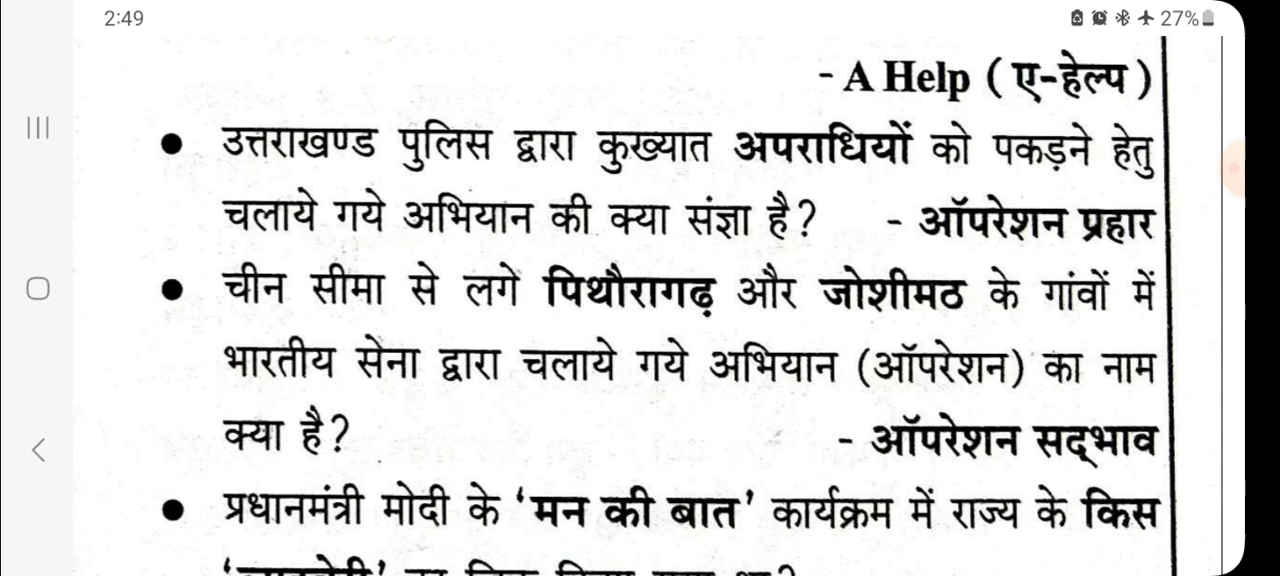 2:49
27%
- A Help ( ए-हेल्प )
● उत्तराखण्ड पुलिस द्वारा कुख्यात अपराधियों को पकड़ने हेतु
चलाये गये अभियान की क्या संज्ञा है? - ऑपरेशन प्रहार
● चीन सीमा से लगे पिथौरागढ़ और जोशीमठ के गांवों में
भारतीय सेना द्वारा चलाये गये अभियान (ऑपरेशन) का नाम
क्या है? - ऑपरेशन सद्‌भाव
● प्रधानमंत्री मोदी के ‘मन की बात’ कार्यक्रम में राज्य के किस